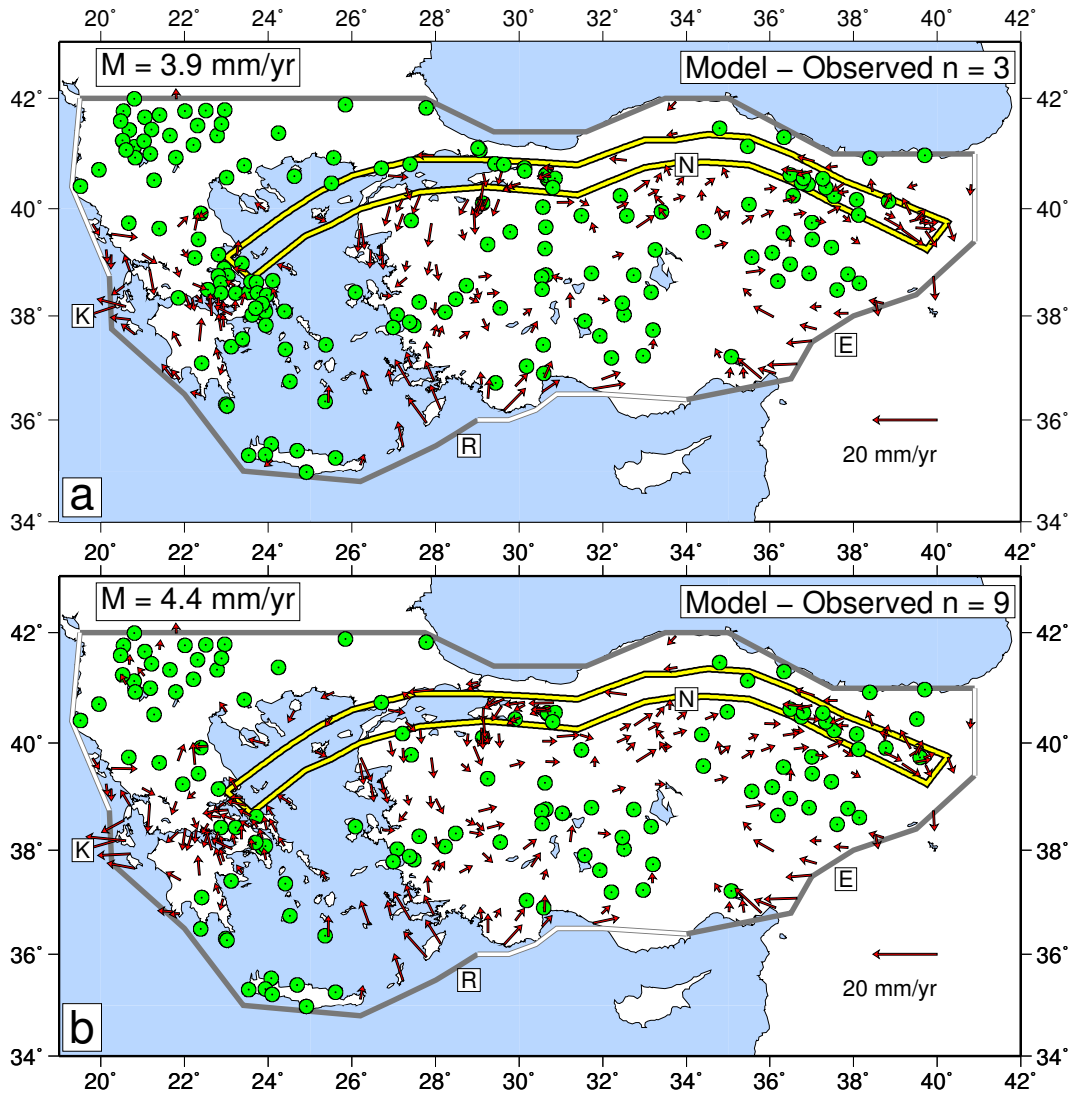 20° 22° 24° 26° 28° 30° 32° 34° 36° 38° 40° 42°
M = 3.9 mm/yr
Model − Observed n = 3
42° 42°
N
40° 40°
K
38° 38°
E
36° 36°
R
20 mm/yr
a
34° 34°
20° 22° 24° 26° 28° 30° 32° 34° 36° 38° 40° 42°
M = 4.4 mm/yr
Model − Observed n = 9
42° 42°
N
40° 40°
K
38° 38°
E
36° 36°
R
20 mm/yr
b
34° 34°
20° 22° 24° 26° 28° 30° 32° 34° 36° 38° 40° 42°